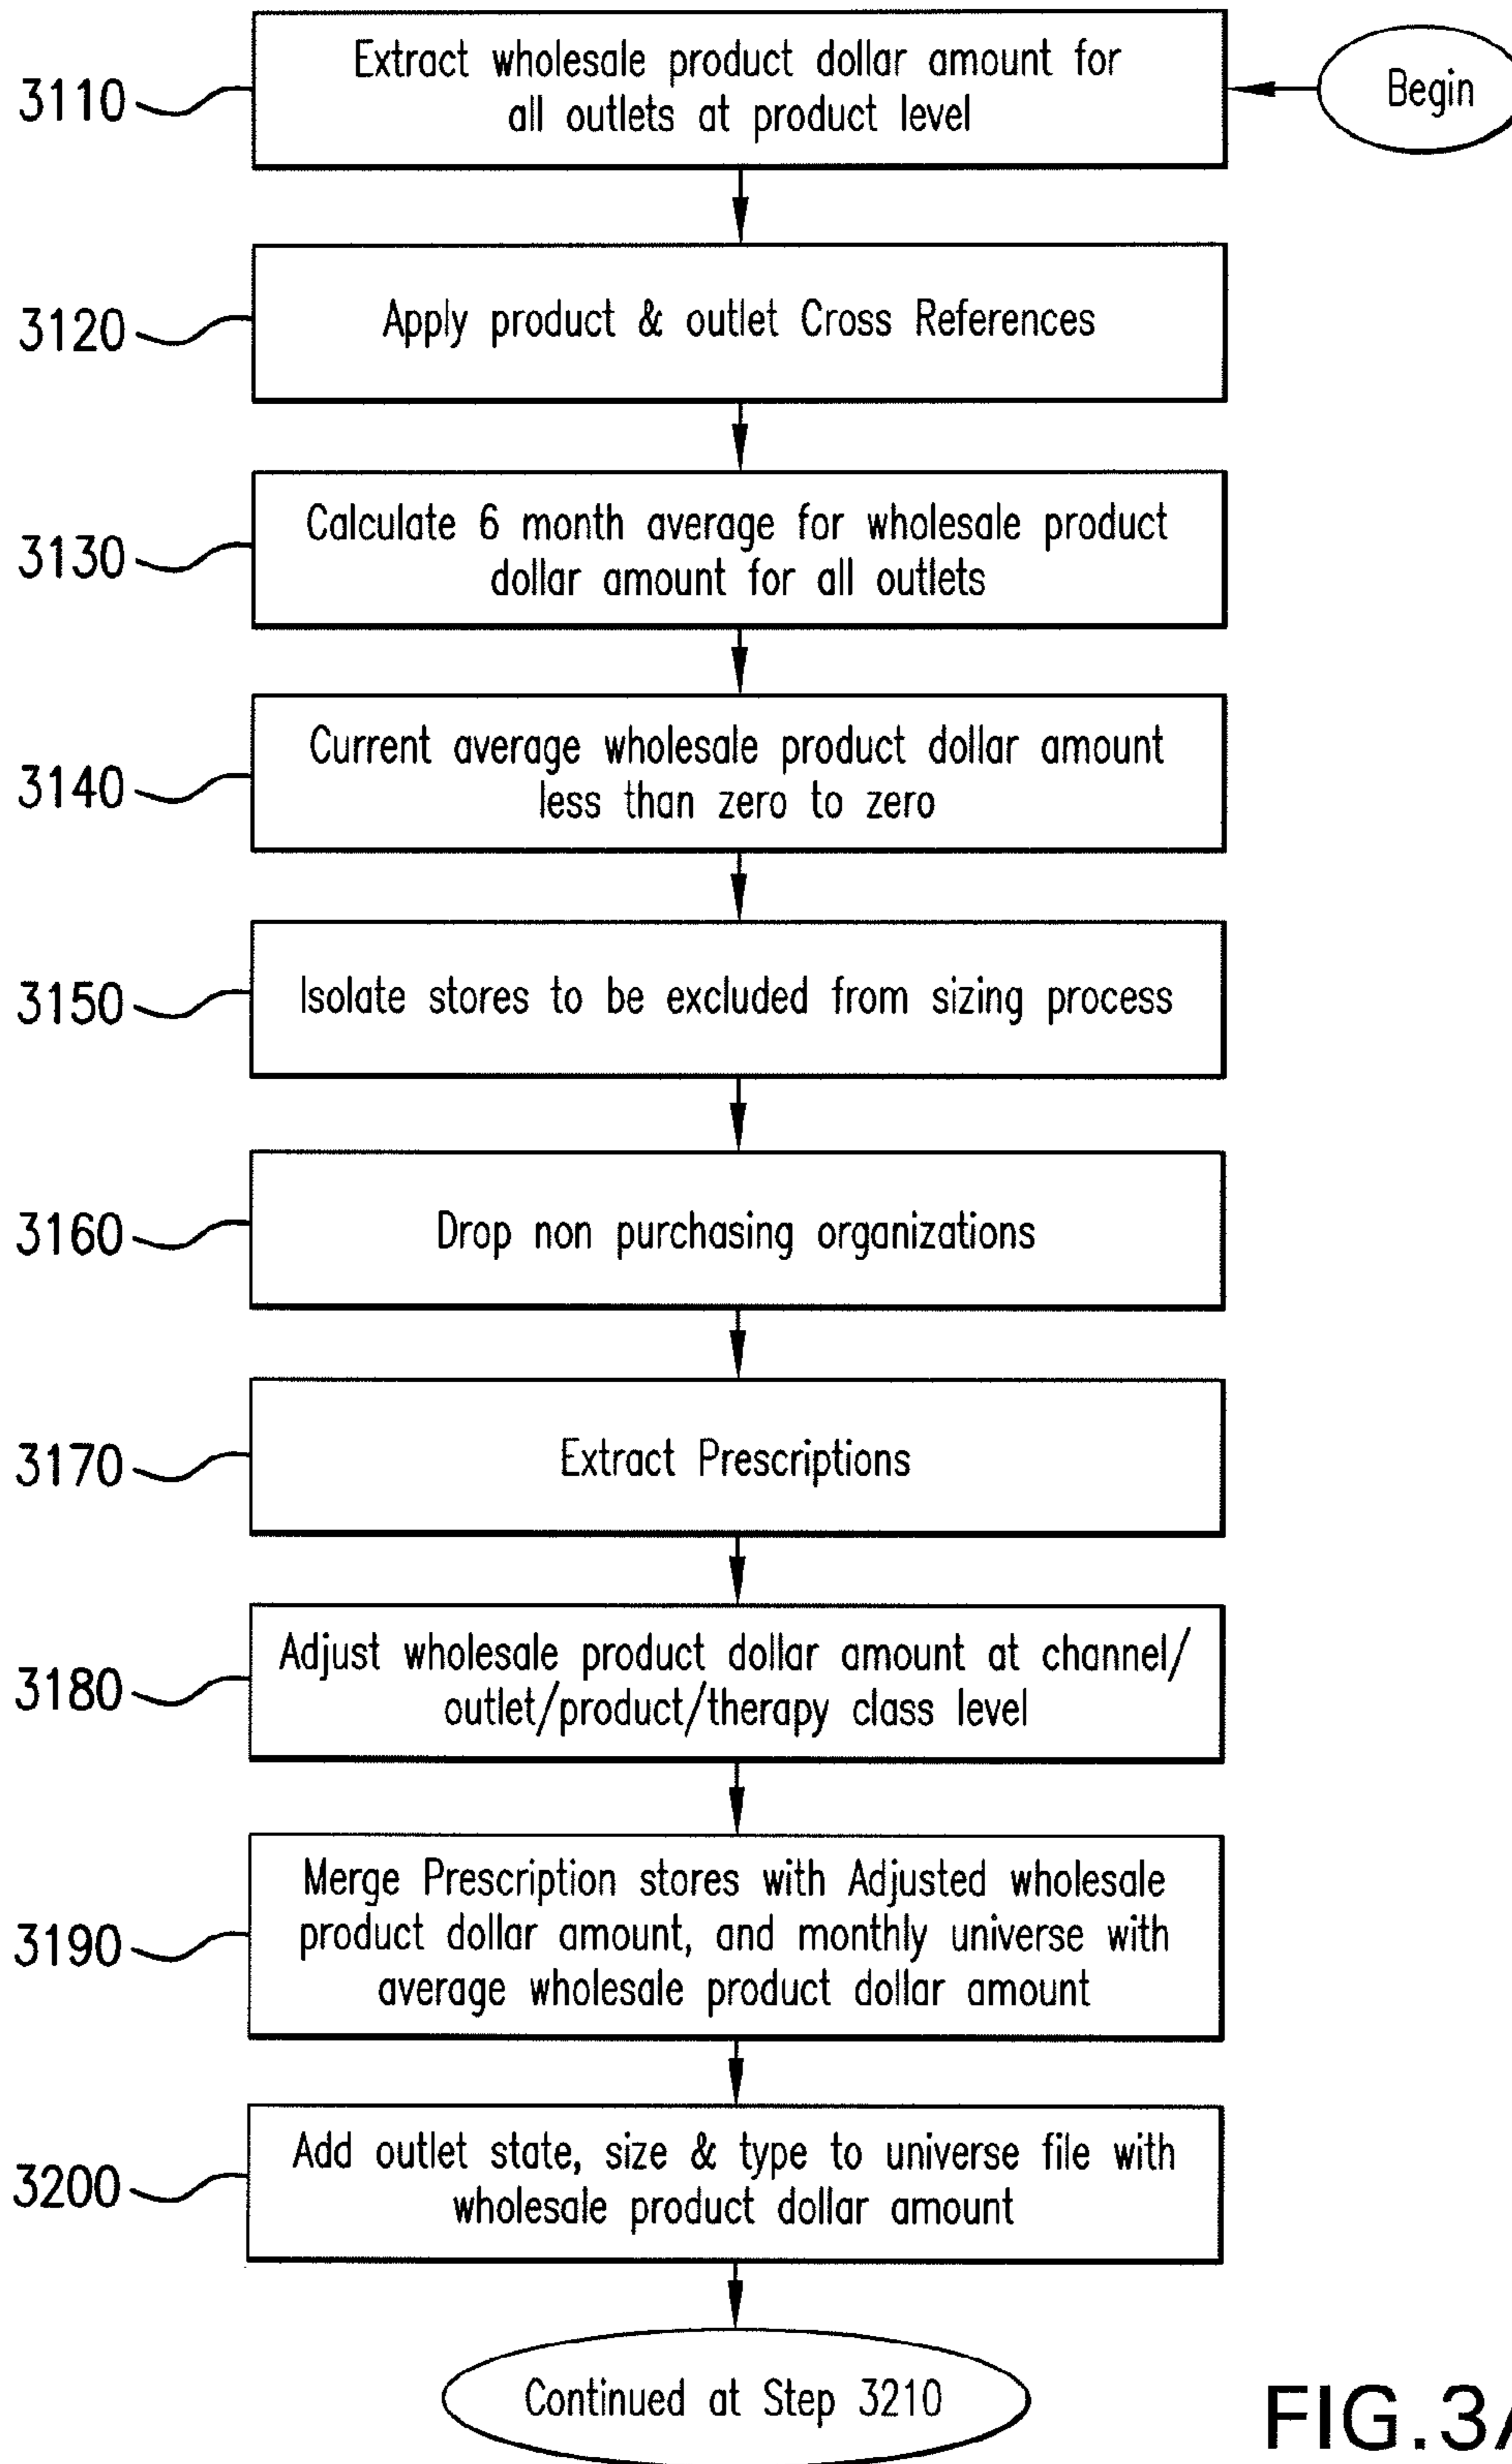 Begin
3110
Extract wholesale product dollar amount for
all outlets at product level
3120
Apply product & outlet Cross References
3130
Calculate 6 month average for wholesale product
dollar amount for all outlets
3140
Current average wholesale product dollar amount
less than zero to zero
3150
Isolate stores to be excluded from sizing process
3160
Drop non purchasing organizations
3170
Extract Prescriptions
3180
Adjust wholesale product dollar amount at channel/
outlet/product/therapy class level
3190
Merge Prescription stores with Adjusted wholesale
product dollar amount, and monthly universe with
average wholesale product dollar amount
3200
Add outlet state, size & type to universe file with
wholesale product dollar amount
Continued at Step 3210
FIG.3A